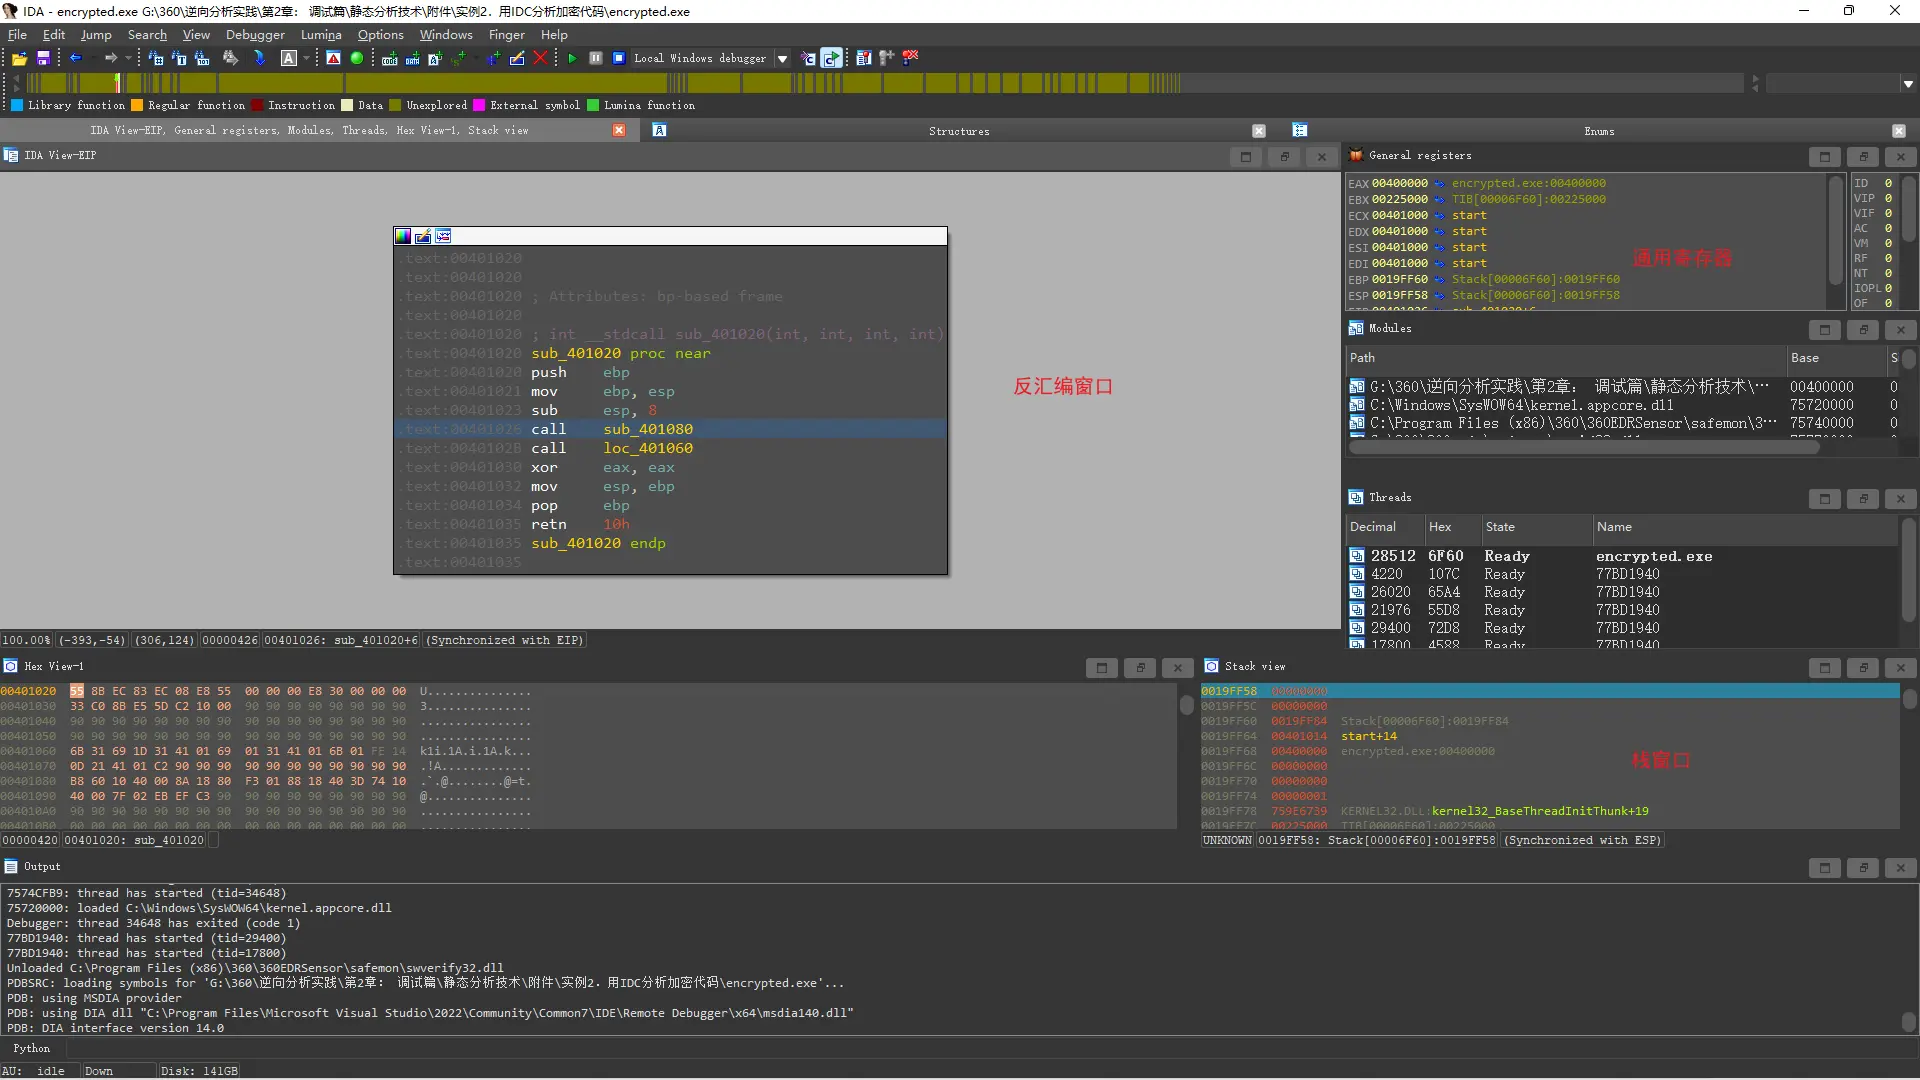 IDA - encrypted.exe G:\360\逆向分析实践\第2章： 调试篇\静态分析技术\附件\实例2. 用IDC分析加密代码\encrypted.exe
File Edit Jump Search View Debugger Lumina Options Windows Finger Help
Local Windows debugger
Library function Regular function Instruction Data Unexplored External symbol Lumina function
IDA View-EIP, General registers, Modules, Threads, Hex View-1, Stack view
Structures
Enums
IDA View-EIP
.text:00401020
.text:00401020
.text:00401020 ; Attributes: bp-based frame
.text:00401020
.text:00401020 ; int __stdcall sub_401020(int, int, int, int)
.text:00401020 sub_401020 proc near
.text:00401020 push ebp
.text:00401021 mov ebp, esp
.text:00401023 sub esp, 8
.text:00401026 call sub_401080
.text:0040102B call loc_401060
.text:00401030 xor eax, eax
.text:00401032 mov esp, ebp
.text:00401034 pop ebp
.text:00401035 retn 10h
.text:00401035 sub_401020 endp
.text:00401035
反汇编窗口
100.00% (-393,-54) (306,124) 00000426 00401026: sub_401020+6 (Synchronized with EIP)
General registers
EAX 00400000 encrypted.exe:00400000
EBX 00225000 TIB[00006F60]:00225000
ECX 00401000 start
EDX 00401000 start
ESI 00401000 start
EDI 00401000 start
EBP 0019FF60 Stack[00006F60]:0019FF60
ESP 0019FF58 Stack[00006F60]:0019FF58
通用寄存器
ID 0
VIP 0
VIF 0
AC 0
VM 0
RF 0
NT 0
IOPL 0
OF 0
Modules
Path Base S
G:\360\逆向分析实践\第2章： 调试篇\静态分析技术\… 00400000 0
C:\Windows\SysWOW64\kernel.appcore.dll 75720000 0
C:\Program Files (x86)\360\360EDRSensor\safemon\3… 75740000 0
Threads
Decimal Hex State Name
28512 6F60 Ready encrypted.exe
4220 107C Ready 77BD1940
26020 65A4 Ready 77BD1940
21976 55D8 Ready 77BD1940
29400 72D8 Ready 77BD1940
17800 4588 Ready 77BD1940
Hex View-1
00401020 55 8B EC 83 EC 08 E8 55 00 00 00 E8 30 00 00 00 U...............
00401030 33 C0 8B E5 5D C2 10 00 90 90 90 90 90 90 90 90 3...............
00401040 90 90 90 90 90 90 90 90 90 90 90 90 90 90 90 90 ................
00401050 90 90 90 90 90 90 90 90 90 90 90 90 90 90 90 90 ................
00401060 6B 31 69 1D 31 41 01 69 01 31 41 01 6B 01 FE 14 k1i.1A.i.1A.k...
00401070 0D 21 41 01 C2 90 90 90 90 90 90 90 90 90 90 90 .!A.............
00401080 B8 60 10 40 00 8A 18 80 F3 01 88 18 40 3D 74 10 .`.@........@=t.
00401090 40 00 7F 02 EB EF C3 90 90 90 90 90 90 90 90 90 @...............
004010A0 90 90 90 90 90 90 90 90 90 90 90 90 90 90 90 90 ................
00000420 00401020: sub_401020
Stack view
0019FF58 00000000
0019FF5C 00000000
0019FF60 0019FF84 Stack[00006F60]:0019FF84
0019FF64 00401014 start+14
0019FF68 00400000 encrypted.exe:00400000
0019FF6C 00000000
0019FF70 00000000
0019FF74 00000001
0019FF78 759E6739 KERNEL32.DLL:kernel32_BaseThreadInitThunk+19
0019FF7C 00225000 TIB[00006F60]:00225000
栈窗口
UNKNOWN 0019FF58: Stack[00006F60]:0019FF58 (Synchronized with ESP)
Output
7574CFB9: thread has started (tid=34648)
75720000: loaded C:\Windows\SysWOW64\kernel.appcore.dll
Debugger: thread 34648 has exited (code 1)
77BD1940: thread has started (tid=29400)
77BD1940: thread has started (tid=17800)
Unloaded C:\Program Files (x86)\360\360EDRSensor\safemon\swverify32.dll
PDBSRC: loading symbols for 'G:\360\逆向分析实践\第2章： 调试篇\静态分析技术\附件\实例2. 用IDC分析加密代码\encrypted.exe'...
PDB: using MSDIA provider
PDB: using DIA dll "C:\Program Files\Microsoft Visual Studio\2022\Community\Common7\IDE\Remote Debugger\x64\msdia140.dll"
PDB: DIA interface version 14.0
Python
AU: idle Down Disk: 141GB